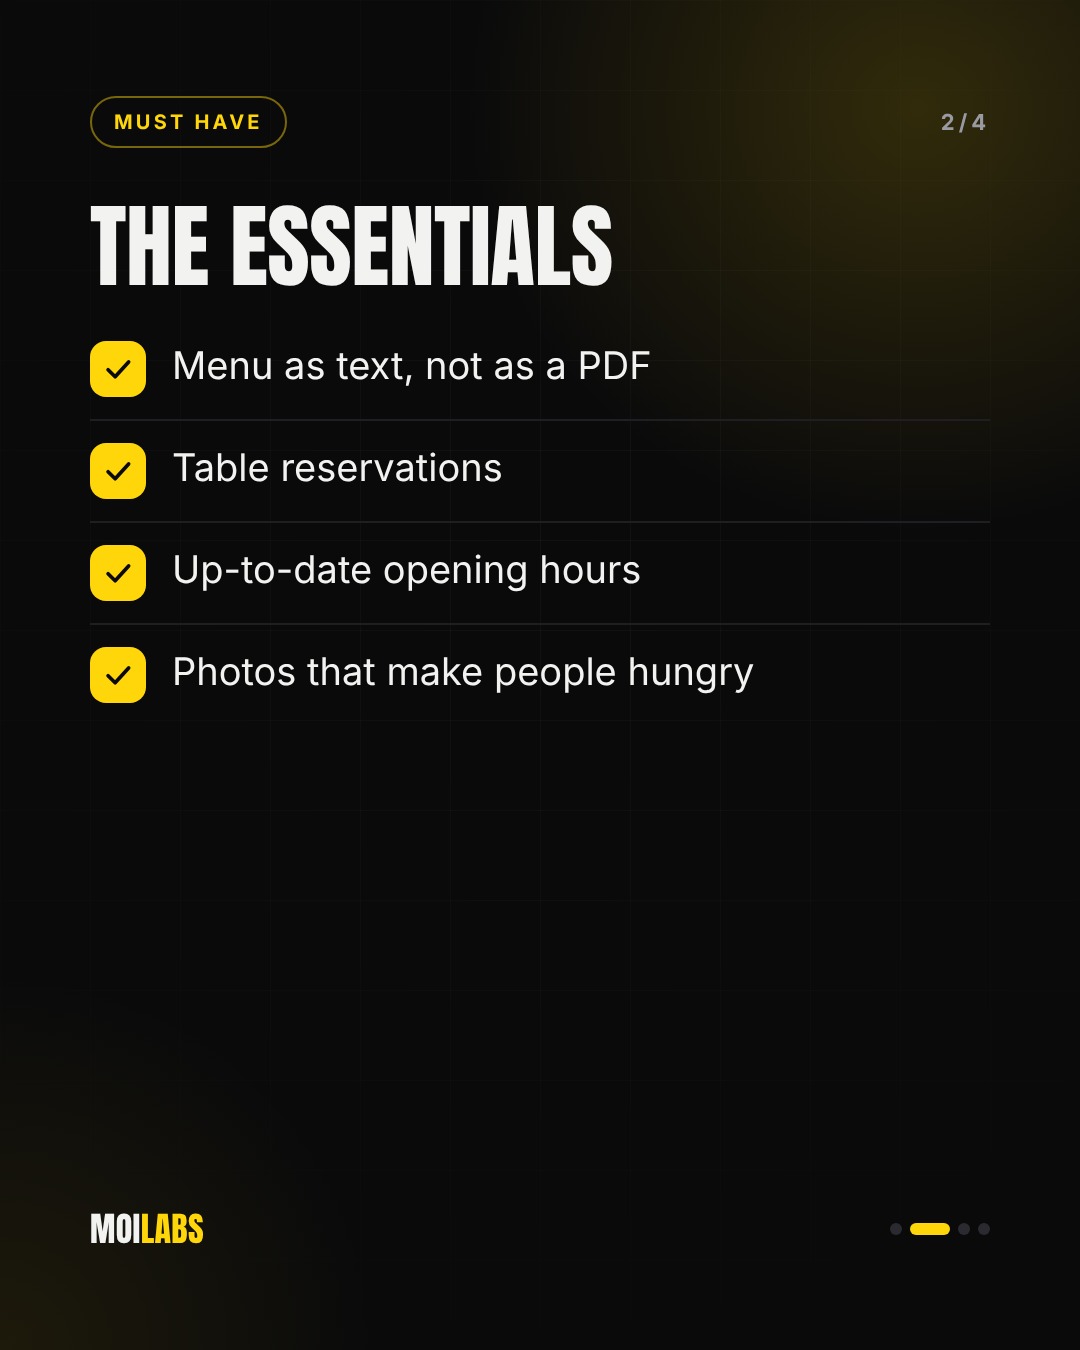 MUST HAVE
2/4
THE ESSENTIALS
Menu as text, not as a PDF
Table reservations
Up-to-date opening hours
Photos that make people hungry
MOILABS